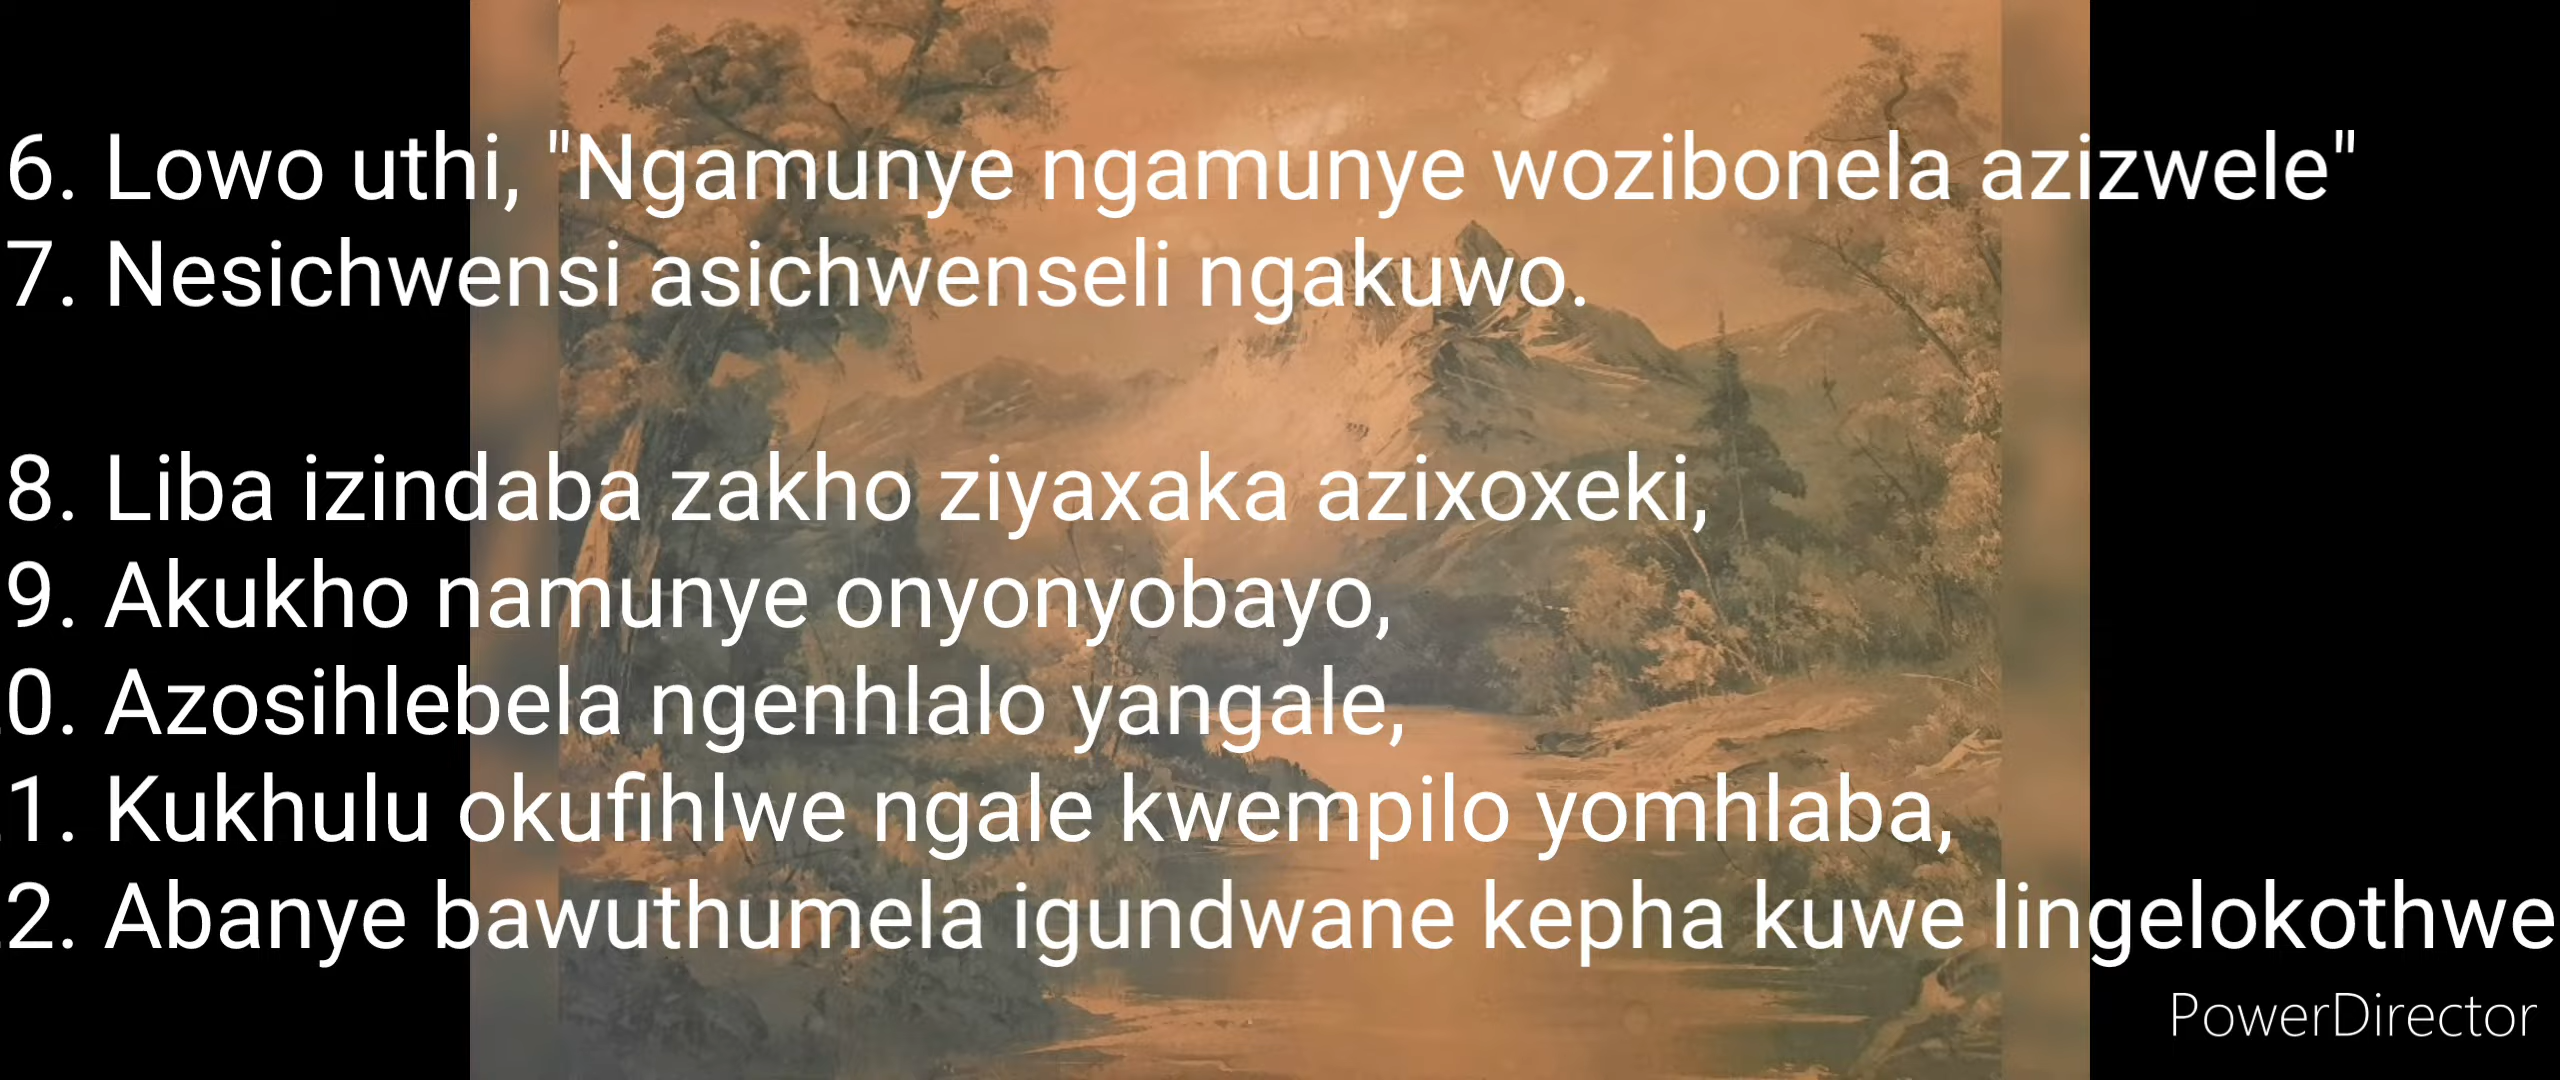 6. Lowo uthi, "Ngamunye ngamunye wozibonela azizwele"
7. Nesichwensi asichwenseli ngakuwo.
8. Liba izindaba zakho ziyaxaka azixoxeki,
9. Akukho namunye onyonyobayo,
0. Azosihlebela ngenhlalo yangale,
1. Kukhulu okufihlwe ngale kwempilo yomhlaba,
2. Abanye bawuthumela igundwane kepha kuwe lingelokothwe
PowerDirector